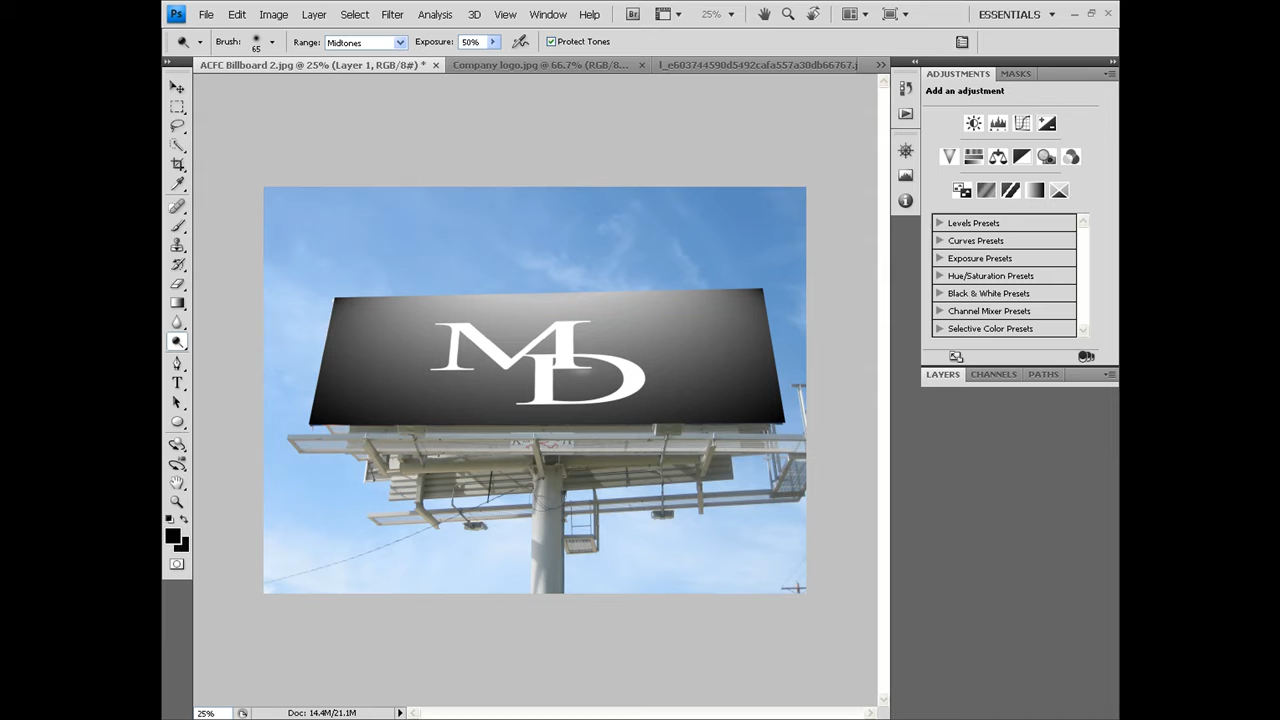 Ps File Edit Image Layer Select Filter Analysis 3D View Window Help Br 25% ESSENTIALS
Brush: 65 Range: Midtones Exposure: 50% Protect Tones
ACFC Billboard 2.jpg @ 25% (Layer 1, RGB/8#) * Company logo.jpg @ 66.7% (RGB/8... l_e603744590d5492cafa557a30db66767.j
ADJUSTMENTS MASKS
Add an adjustment
Levels Presets
Curves Presets
Exposure Presets
Hue/Saturation Presets
Black & White Presets
Channel Mixer Presets
Selective Color Presets
LAYERS CHANNELS PATHS
MD
25% Doc: 14.4M/21.1M